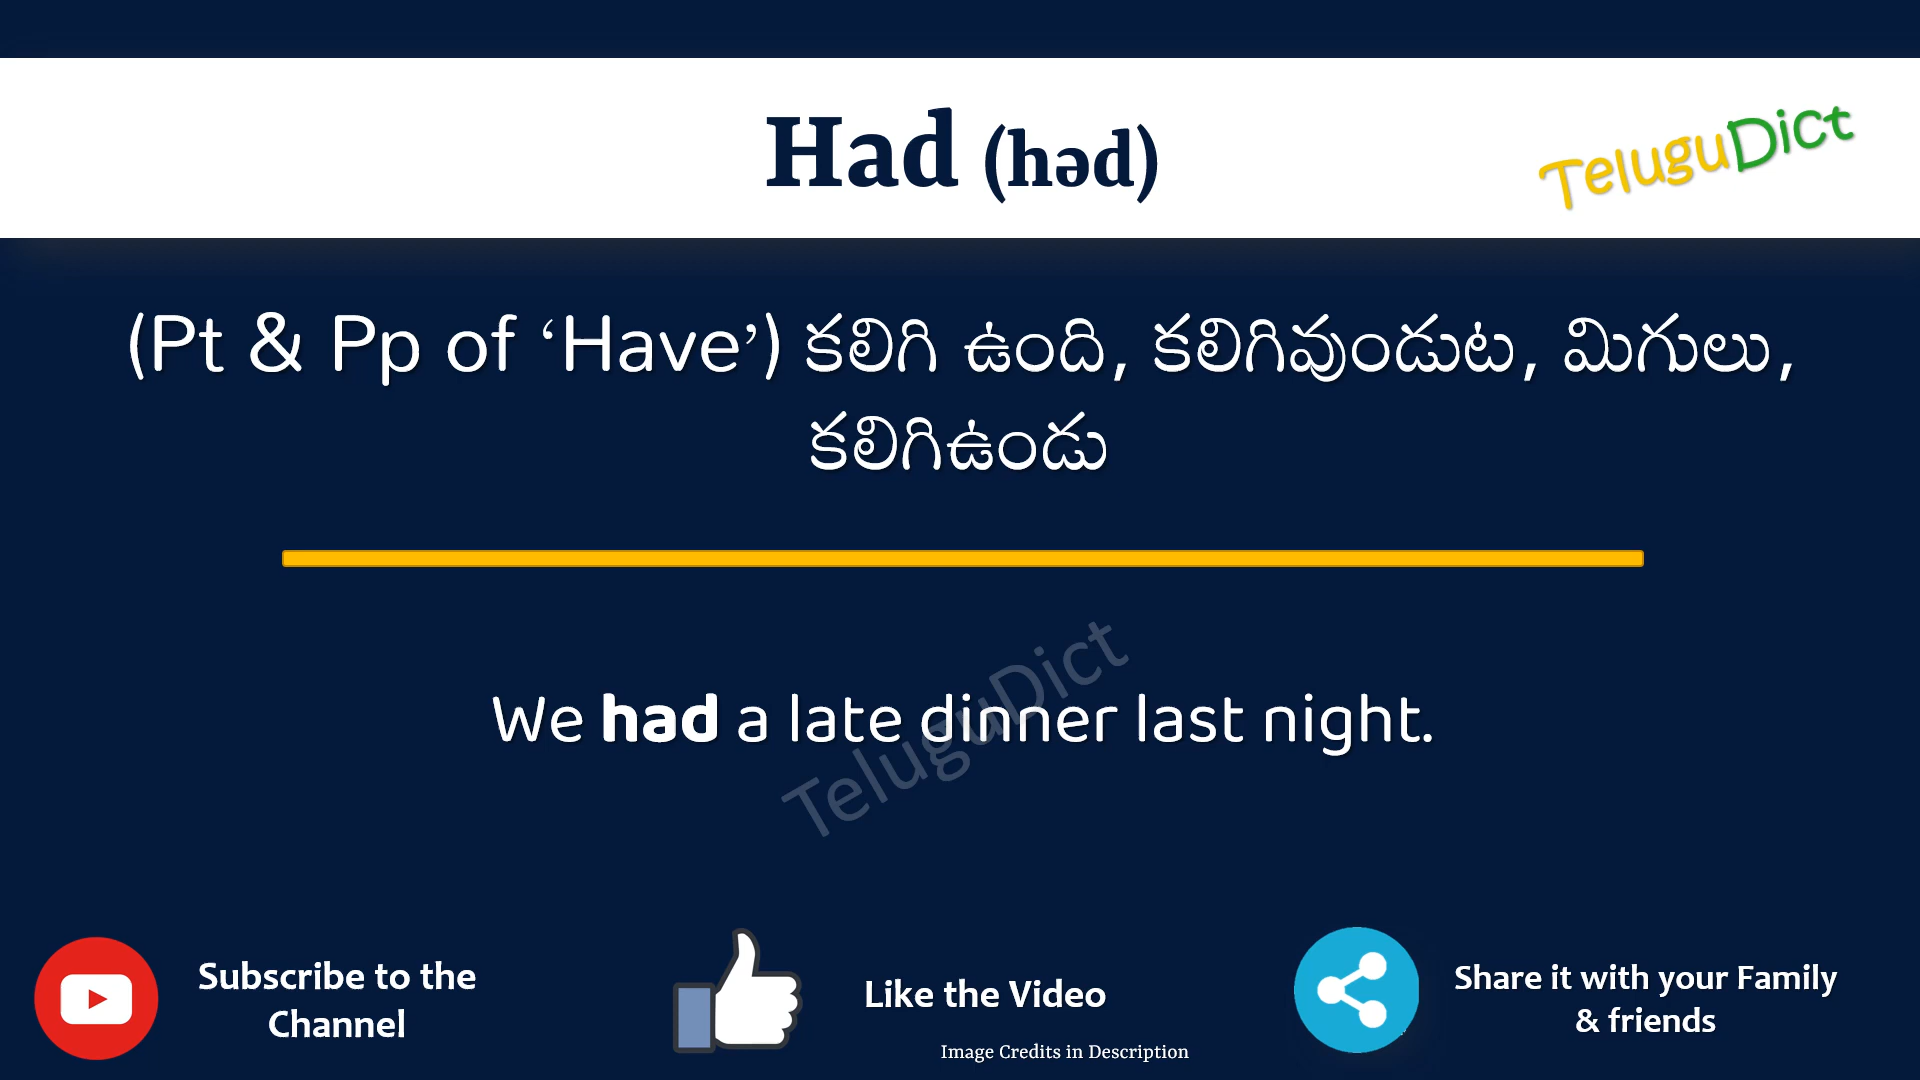 Had (həd)
TeluguDict
(Pt & Pp of ‘Have’) కలిగి ఉంది, కలిగివుండుట, మిగులు,
కలిగిఉండు
We had a late dinner last night.
TeluguDict
Subscribe to the
Channel
Like the Video
Share it with your Family
& friends
Image Credits in Description